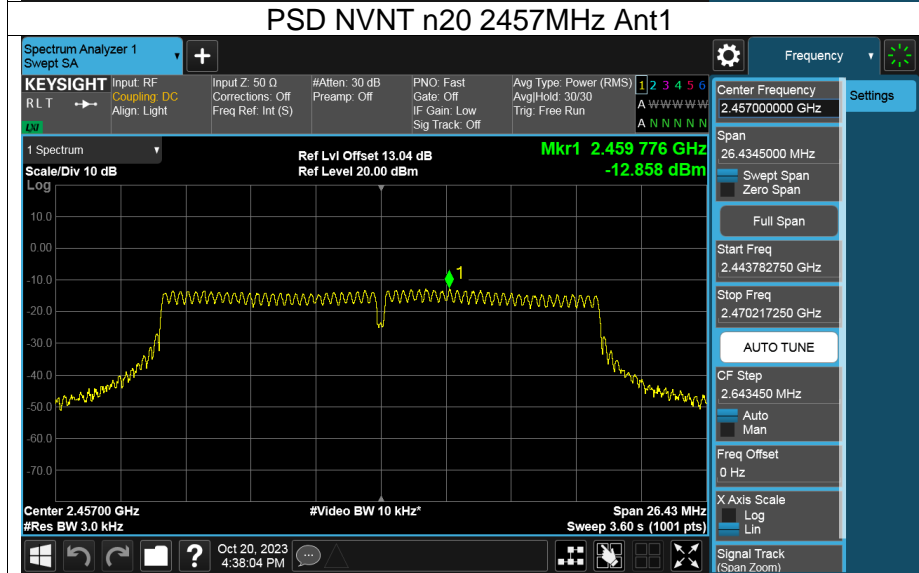 PSD NVNT n20 2457MHz Ant1
Spectrum Analyzer 1
Swept SA
+
Frequency
KEYSIGHT
RLT
LXI
Input: RF
Coupling: DC
Align: Light
Input Z: 50 Ω
Corrections: Off
Freq Ref: Int (S)
#Atten: 30 dB
Preamp: Off
PNO: Fast
Gate: Off
IF Gain: Low
Sig Track: Off
Avg Type: Power (RMS)
Avg|Hold: 30/30
Trig: Free Run
1 2 3 4 5 6
A W W W W W
A N N N N N
Center Frequency
2.457000000 GHz
Settings
1 Spectrum
Scale/Div 10 dB
Ref Lvl Offset 13.04 dB
Ref Level 20.00 dBm
Mkr1 2.459 776 GHz
-12.858 dBm
Span
26.4345000 MHz
Swept Span
Zero Span
Full Span
Start Freq
2.443782750 GHz
Stop Freq
2.470217250 GHz
AUTO TUNE
CF Step
2.643450 MHz
Auto
Man
Freq Offset
0 Hz
X Axis Scale
Log
Lin
Signal Track
(Span Zoom)
Log
10.0
0.00
-10.0
-20.0
-30.0
-40.0
-50.0
-60.0
-70.0
1
Center 2.45700 GHz
#Res BW 3.0 kHz
#Video BW 10 kHz*
Span 26.43 MHz
Sweep 3.60 s (1001 pts)
?
Oct 20, 2023
4:38:04 PM